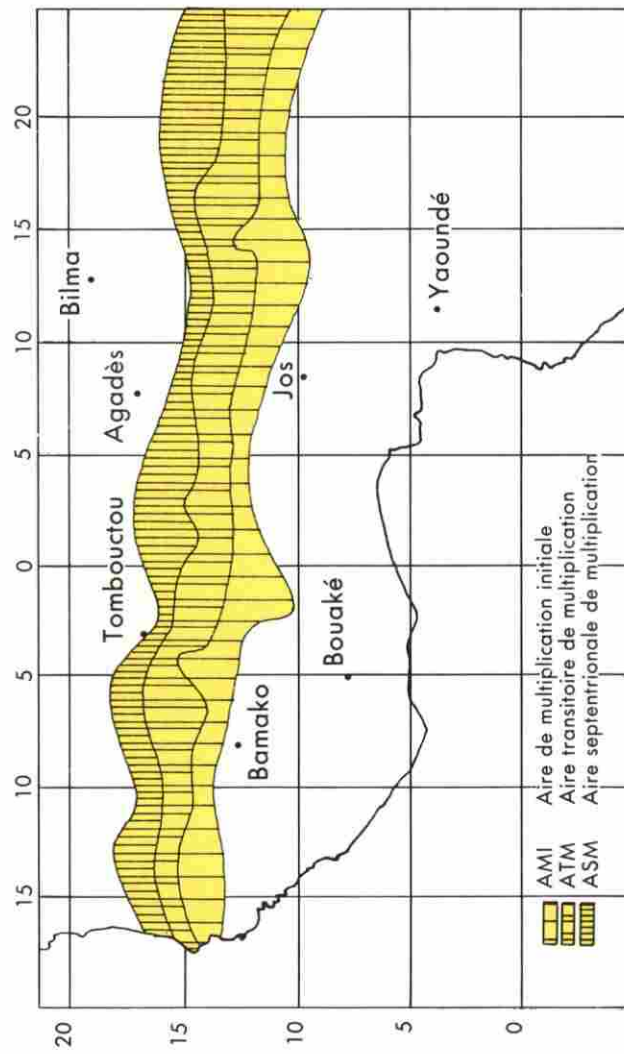 15
10
5
0
5
10
15
20
20
15
10
5
0
Bilma
Agadès
Tombouctou
Jos
Bamako
Bouaké
Yaoundé
AMI Aire de multiplication initiale
ATM Aire transitoire de multiplication
ASM Aire septentrionale de multiplication